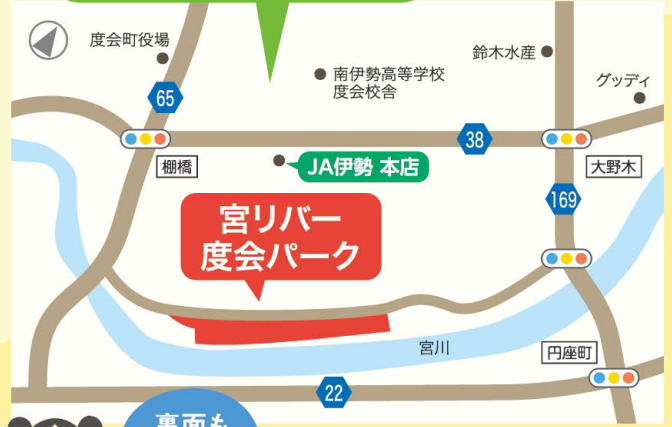 度会町役場
鈴木水産
南伊勢高等学校
度会校舎
グッディ
65
38
棚橋
JA伊勢 本店
大野木
169
宮リバー
度会パーク
宮川
円座町
22
裏面も